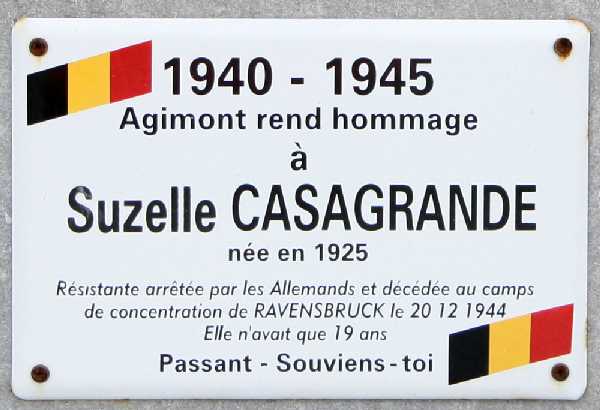 1940 - 1945
Agimont rend hommage
à
Suzelle CASAGRANDE
née en 1925
Résistante arrêtée par les Allemands et décédée au camps
de concentration de RAVENSBRUCK le 20 12 1944
Elle n'avait que 19 ans
Passant - Souviens-toi